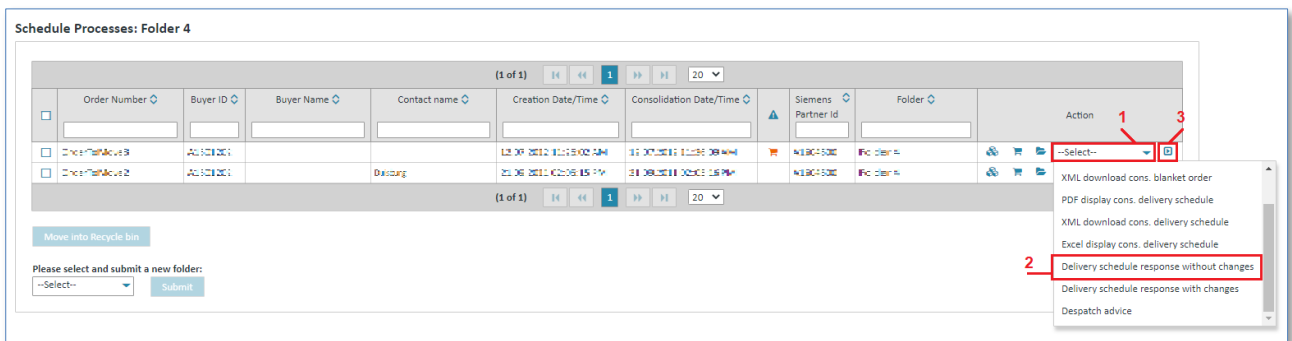 Schedule Processes: Folder 4
(1 of 1) 1 20
Order Number Buyer ID Buyer Name Contact name Creation Date/Time Consolidation Date/Time Siemens Partner Id Folder Action 1 3
--Select--
(1 of 1) 1 20
XML download cons. blanket order
PDF display cons. delivery schedule
XML download cons. delivery schedule
Excel display cons. delivery schedule
2 Delivery schedule response without changes
Delivery schedule response with changes
Despatch advice
Move into Recycle bin
Please select and submit a new folder:
--Select-- Submit